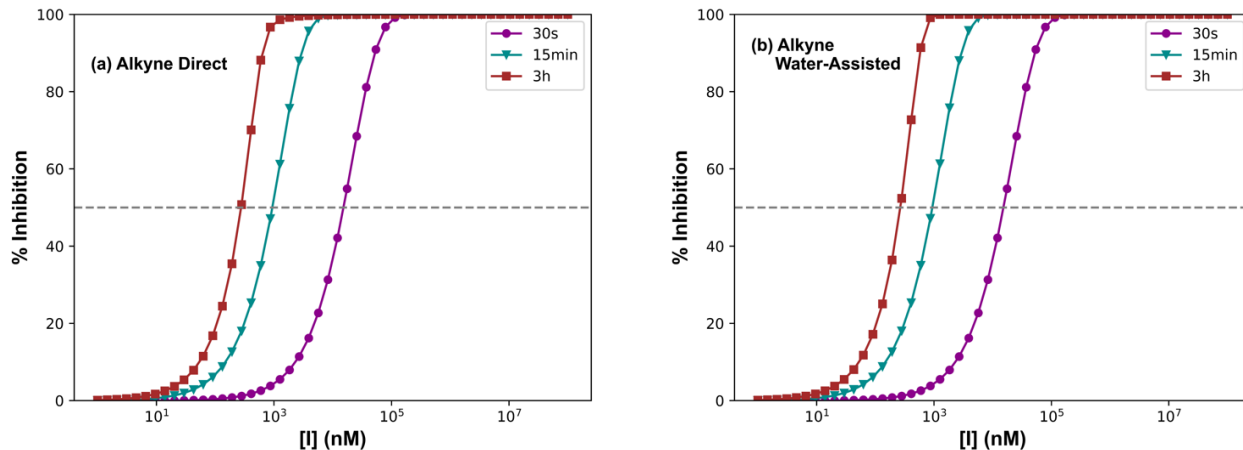 (a) Alkyne Direct
30s
15min
3h
100
80
60
40
20
0
% Inhibition
10¹ 10³ 10⁵ 10⁷
[I] (nM)
(b) Alkyne
Water-Assisted
30s
15min
3h
100
80
60
40
20
0
% Inhibition
10¹ 10³ 10⁵ 10⁷
[I] (nM)